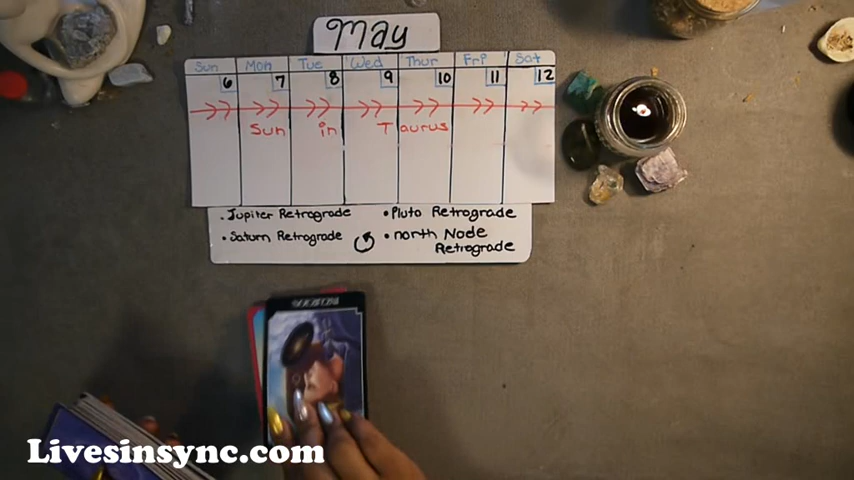 May
Sun Mon Tue Wed Thur Fri Sat
6 7 8 9 10 11 12
Sun in Taurus
• Jupiter Retrograde • Pluto Retrograde
• Saturn Retrograde • north Node
Retrograde
Livesinsync.com